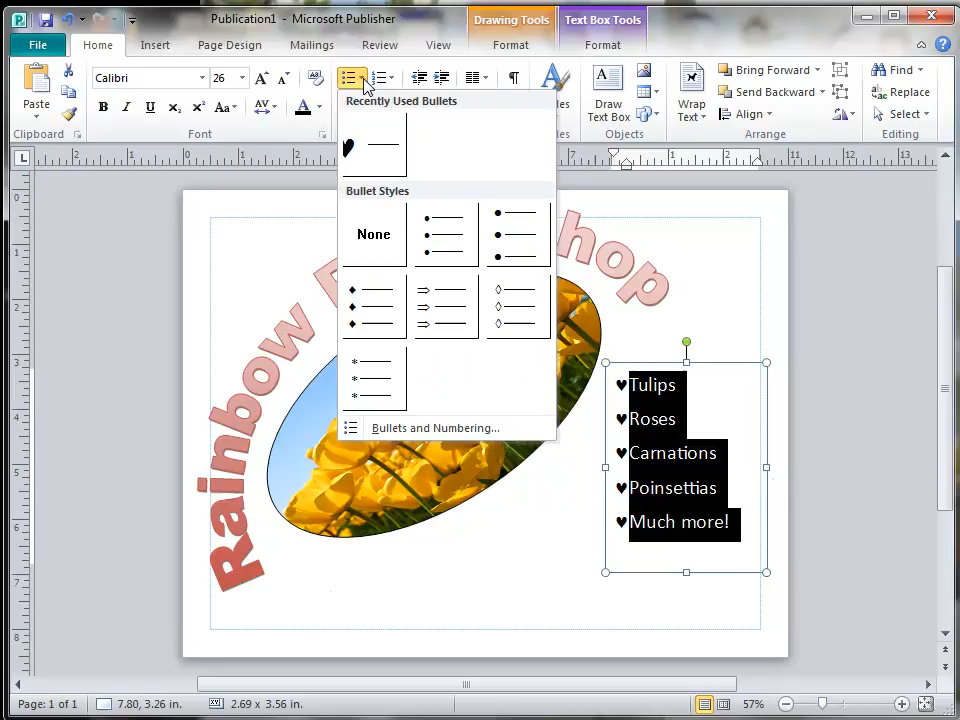 Publication1 - Microsoft Publisher
Drawing Tools
Text Box Tools
File
Home
Insert
Page Design
Mailings
Review
View
Format
Format
Paste
Clipboard
Calibri
26
B I U Aa AV A
Font
Draw
Text Box
Objects
Wrap
Text
Bring Forward
Send Backward
Align
Arrange
Find
Replace
Select
Editing
Recently Used Bullets
Bullet Styles
None
Bullets and Numbering...
Rainbow
hop
♥Tulips
♥Roses
♥Carnations
♥Poinsettias
♥Much more!
Page: 1 of 1
7.80, 3.26 in.
2.69 x 3.56 in.
57%